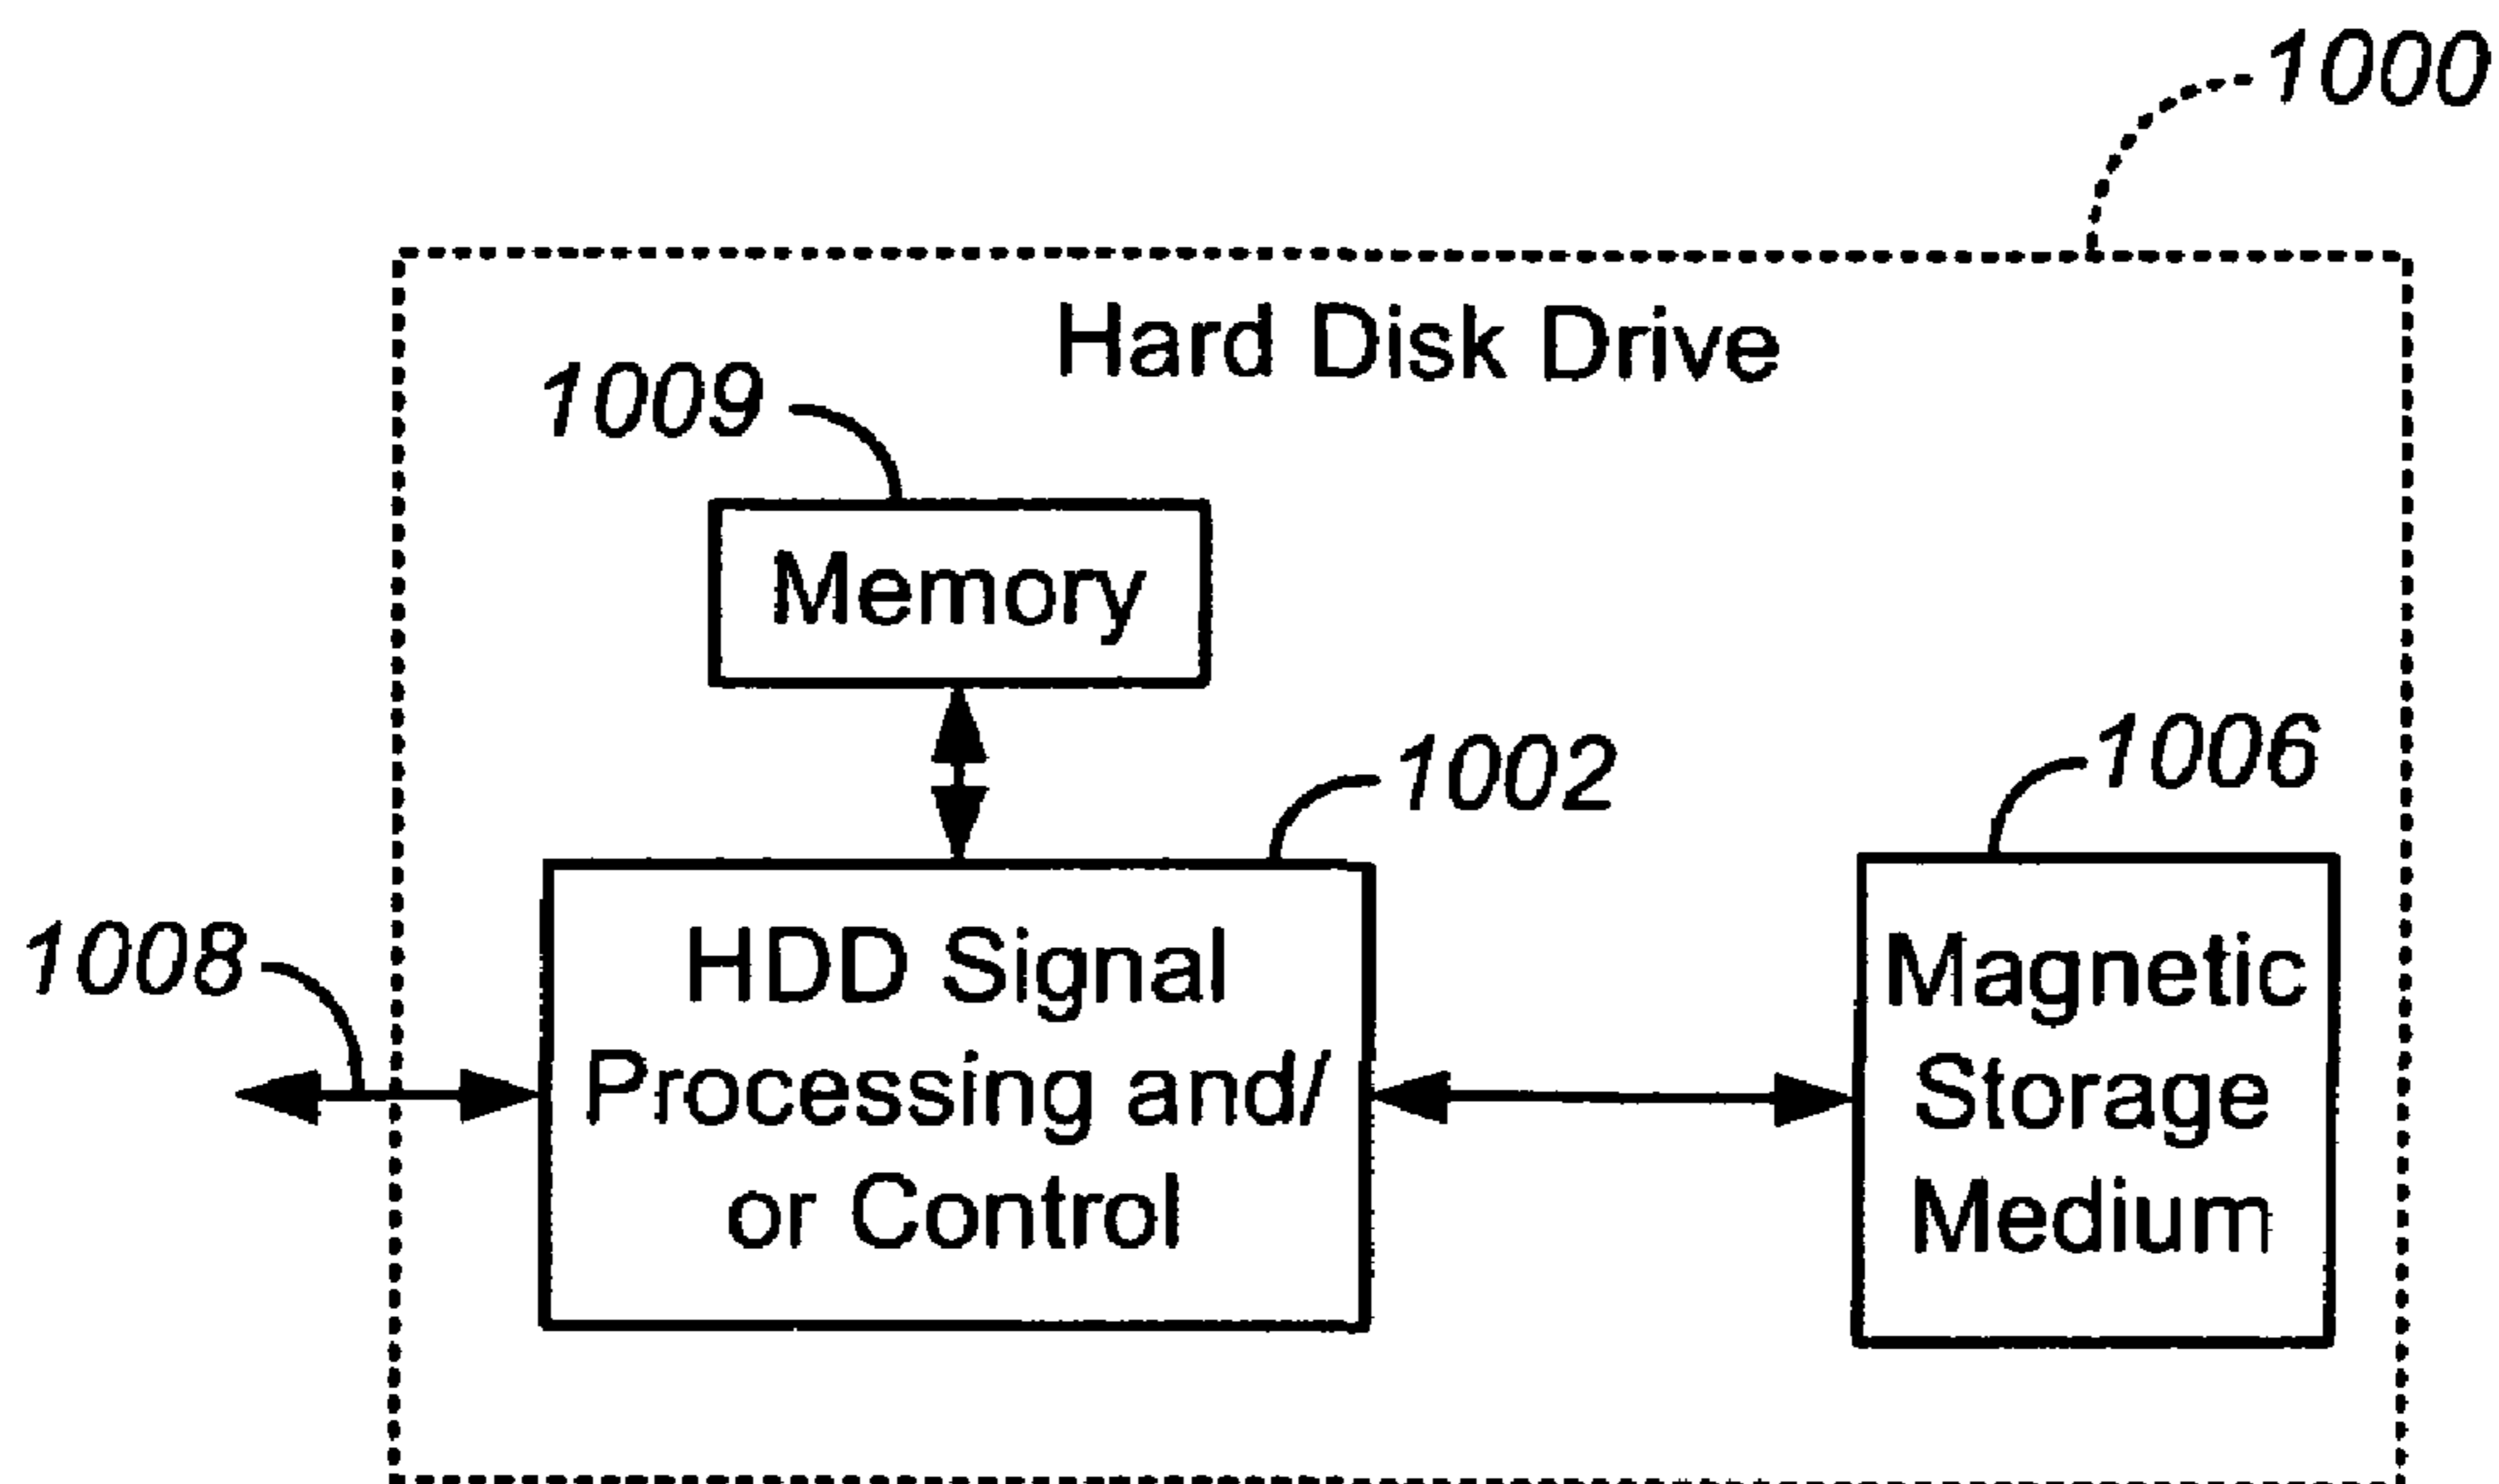 1000
Hard Disk Drive
1009
Memory
1002
1006
1008
HDD Signal
Processing and/
or Control
Magnetic
Storage
Medium